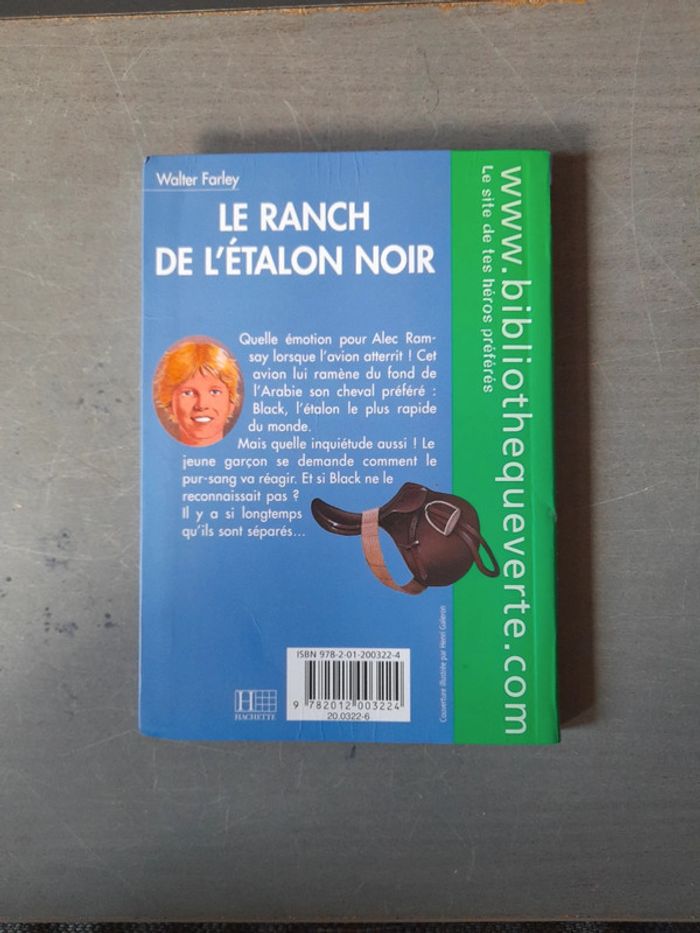 Walter Farley
LE RANCH
DE L'ÉTALON NOIR
Quelle émotion pour Alec Ram-
say lorsque l'avion atterrit ! Cet
avion lui ramène du fond de
l'Arabie son cheval préféré :
Black, l'étalon le plus rapide
du monde.
Mais quelle inquiétude aussi ! Le
jeune garçon se demande comment le
pur-sang va réagir. Et si Black ne le
reconnaissait pas ?
Il y a si longtemps
qu'ils sont séparés...
ISBN 978-2-01-200322-4
9 782012 003224
20.0322-6
HACHETTE
Couverture illustrée par Henri Galeron
www.bibliothequeverte.com
Le site de tes héros préférés